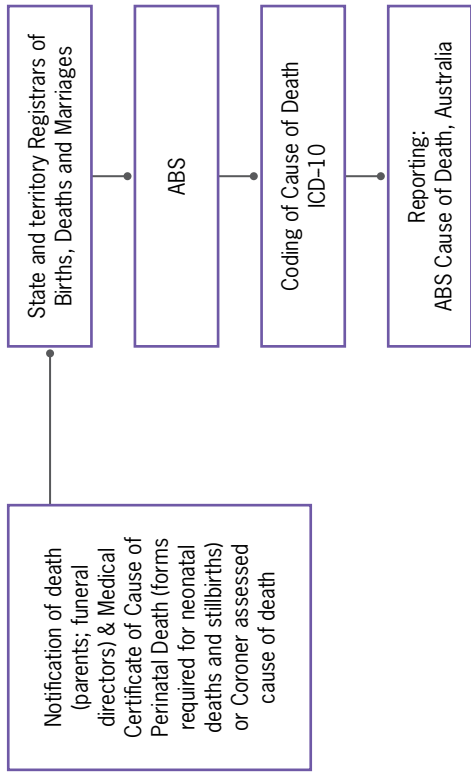 Notification of death
(parents; funeral
directors) & Medical
Certificate of Cause of
Perinatal Death (forms
required for neonatal
deaths and stillbirths)
or Coroner assessed
cause of death
State and territory Registrars of
Births, Deaths and Marriages
ABS
Coding of Cause of Death
ICD–10
Reporting:
ABS Cause of Death, Australia